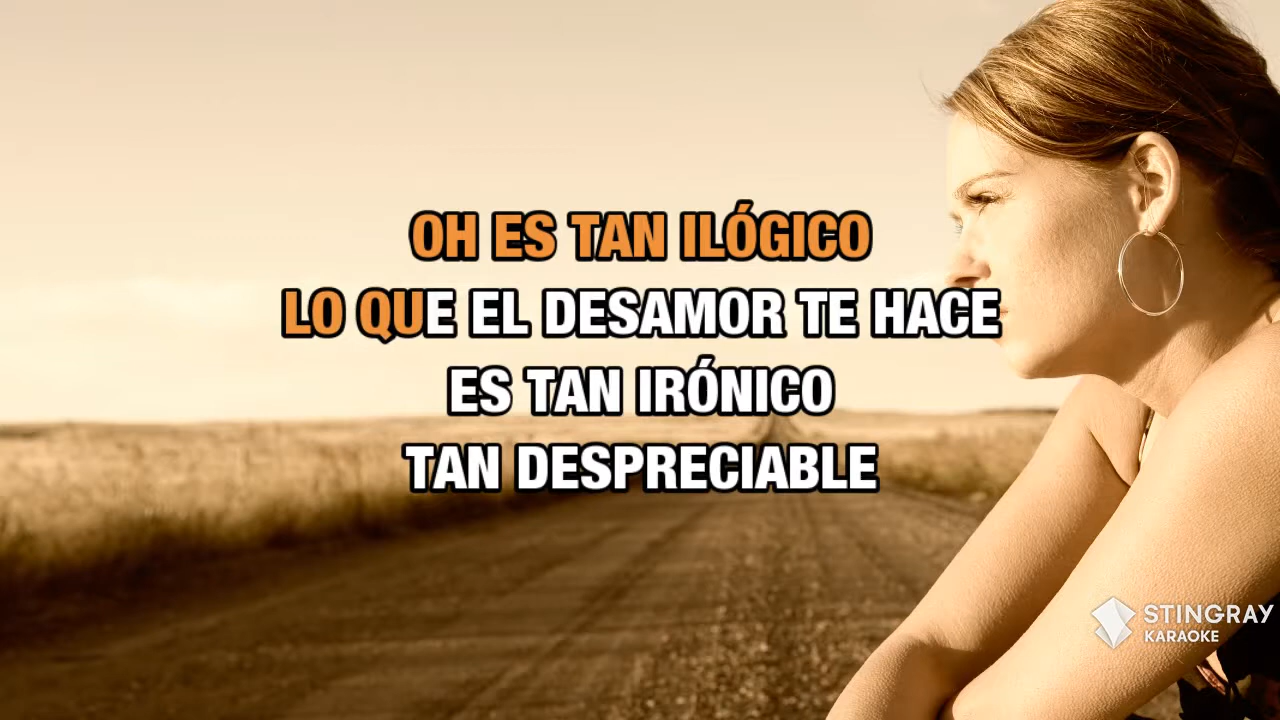 OH ES TAN ILÓGICO
LO QUE EL DESAMOR TE HACE
ES TAN IRÓNICO
TAN DESPRECIABLE
STINGRAY
KARAOKE